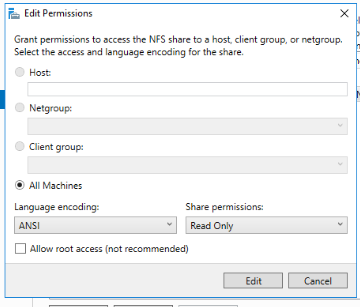 Edit Permissions
Grant permissions to access the NFS share to a host, client group, or netgroup.
Select the access and language encoding for the share.
Host:
Netgroup:
Client group:
All Machines
Language encoding: Share permissions:
ANSI Read Only
Allow root access (not recommended)
Edit Cancel